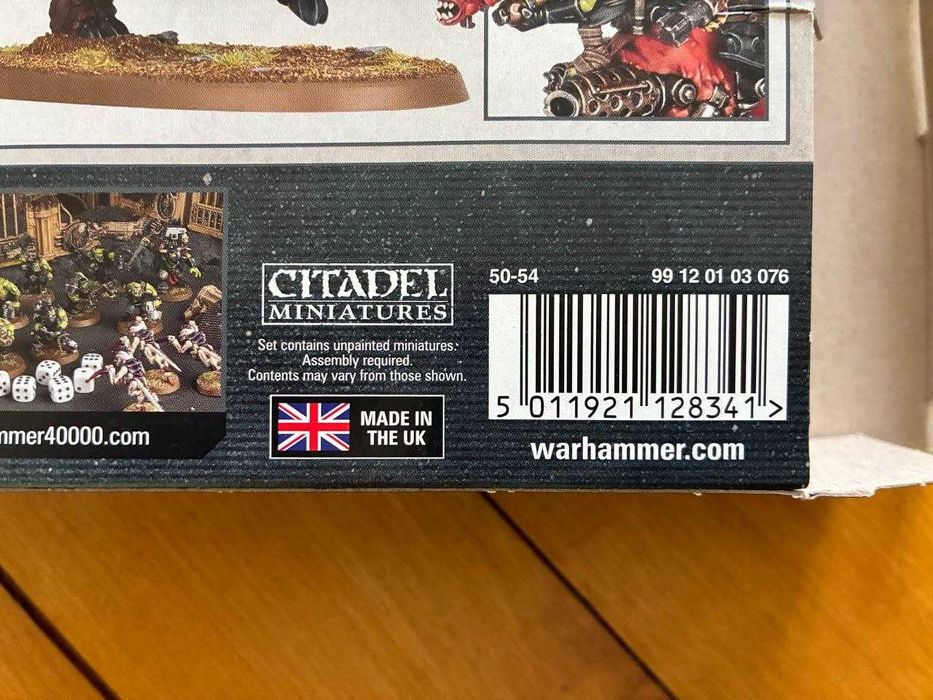 50-54 99 12 01 03 076
CITADEL
MINIATURES
Set contains unpainted miniatures.
Assembly required.
Contents may vary from those shown.
5 011921 128341 >
mmer40000.com
MADE IN
THE UK
warhammer.com